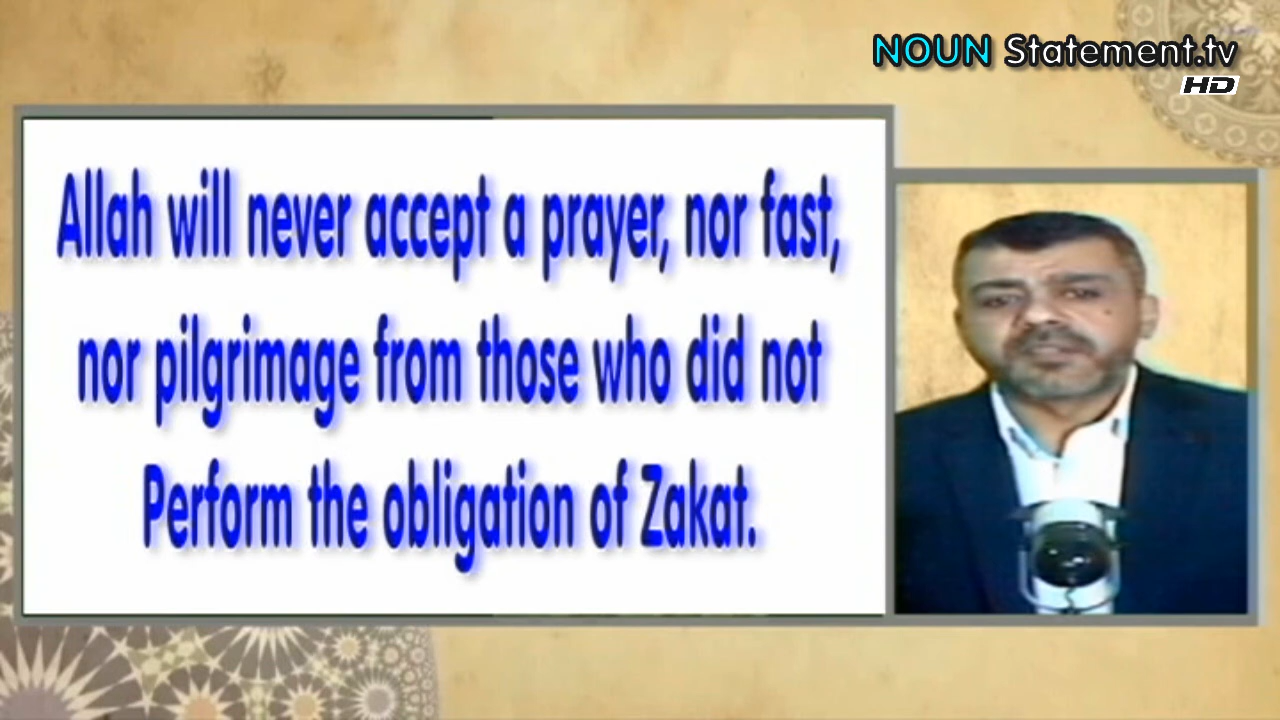 NOUN Statement.tv
HD
Allah will never accept a prayer, nor fast,
nor pilgrimage from those who did not
Perform the obligation of Zakat.